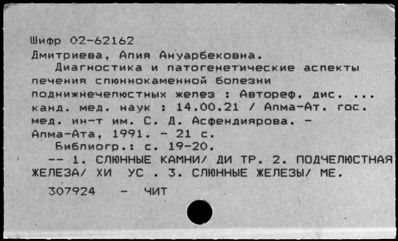 Шифр 02-62162
Дмитриева, Алия Ануарбековна.
Диагностика и патогенетические аспекты
лечения слюннокаменной болезни
поднижнечелюстных желез : Автореф. дис. ...
канд. мед. наук : 14.00.21 / Алма-Ат. гос.
мед. ин-т им. С. Д. Асфендиярова. -
Алма-Ата, 1991. - 21 с.
Библиогр.: с. 19-20.
-- 1. СЛЮННЫЕ КАМНИ/ ДИ ТР. 2. ПОДЧЕЛЮСТНАЯ
ЖЕЛЕЗА/ ХИ УС . 3. СЛЮННЫЕ ЖЕЛЕЗЫ/ МЕ.
307924 - ЧИТ